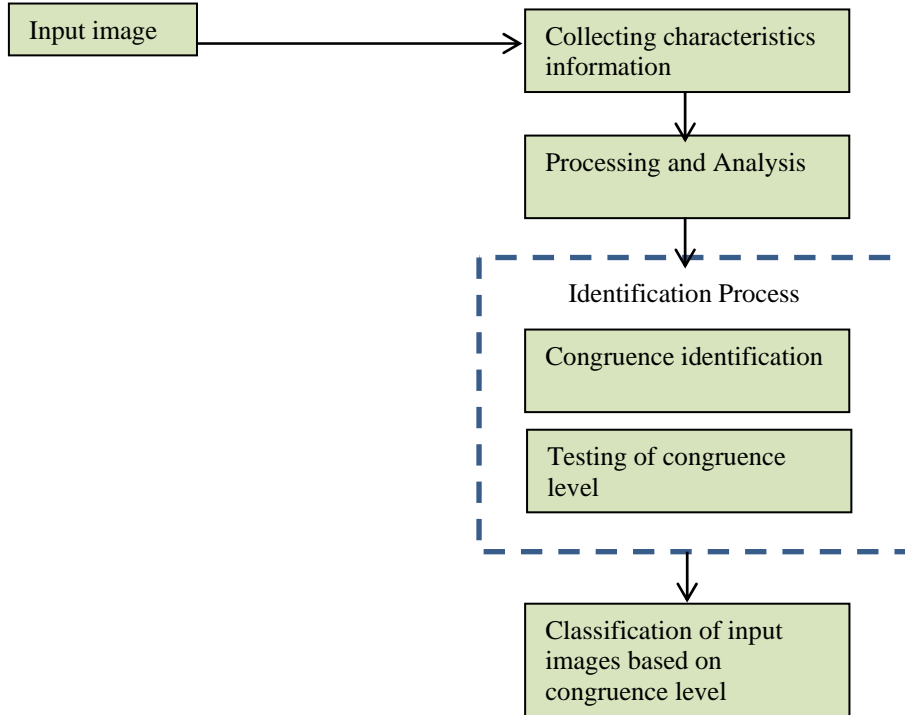 Input image
Collecting characteristics
information
Processing and Analysis
Identification Process
Congruence identification
Testing of congruence
level
Classification of input
images based on
congruence level